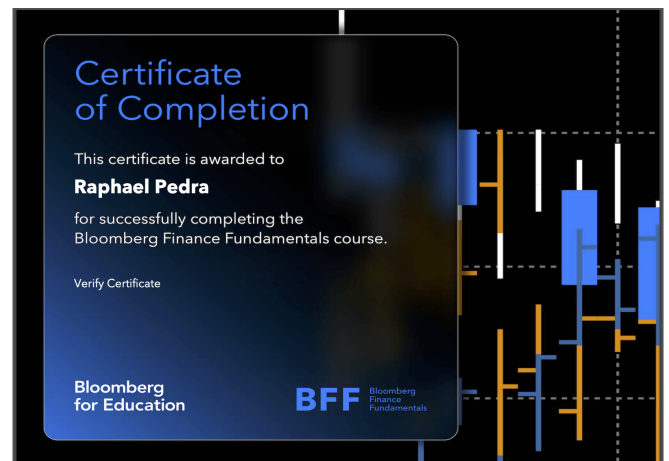 Certificate
of Completion
This certificate is awarded to
Raphael Pedra
for successfully completing the
Bloomberg Finance Fundamentals course.
Verify Certificate
Bloomberg
for Education
BFF
Bloomberg
Finance
Fundamentals